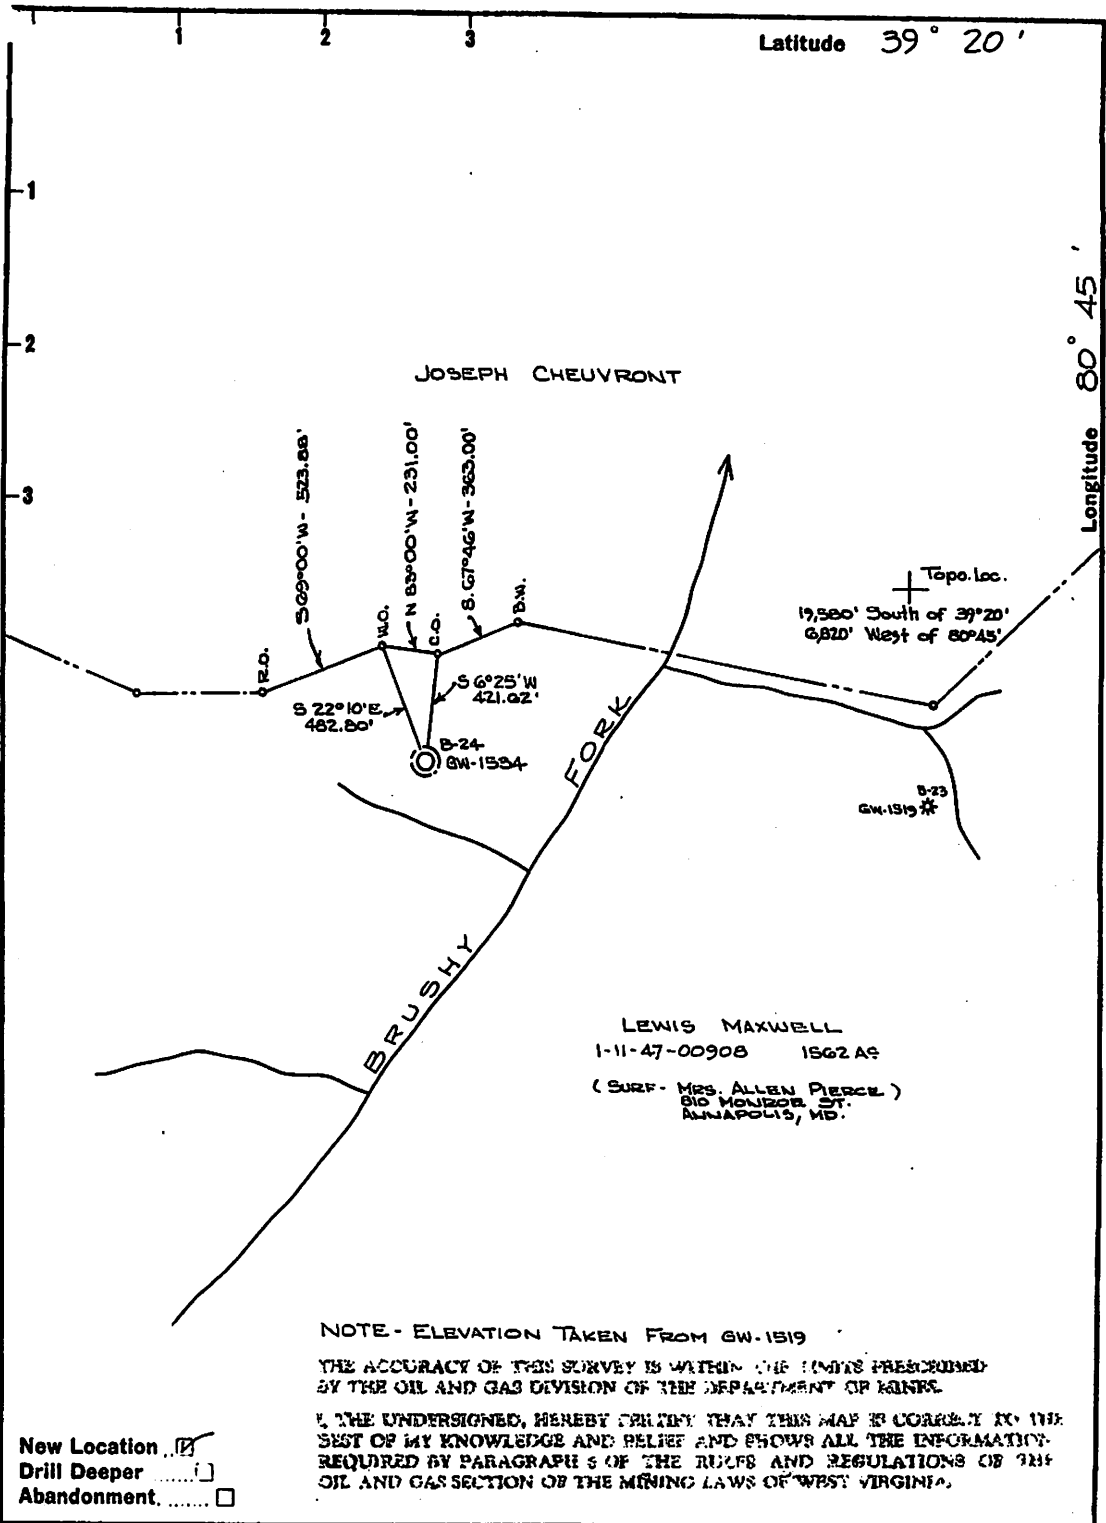 1 2 3 Latitude 39° 20'
1
2
3
Longitude 80° 45'
JOSEPH CHEUVRONT
S 69°00'W - 523.88'
N 83°00'W - 231.00'
S. 67°46'W - 363.00'
R.O.
W.O.
C.O.
B.W.
Topo. Loc.
19,580' South of 39°20'
6,820' West of 80°45'
S 22°10'E
482.80'
S 6°25'W
421.02'
B-24
GW-1534
FORK
B-23
GW-1519
BRUSHY
LEWIS MAXWELL
1-11-47-00908 1562 Ac
(SURF - MRS. ALLEN PIERCE)
810 MONROE ST.
ANNAPOLIS, MD.
NOTE - ELEVATION TAKEN FROM GW-1519
THE ACCURACY OF THIS SURVEY IS WITHIN THE LIMITS PRESCRIBED
BY THE OIL AND GAS DIVISION OF THE DEPARTMENT OF MINES.
I, THE UNDERSIGNED, HEREBY CERTIFY THAT THIS MAP IS CORRECT TO THE
BEST OF MY KNOWLEDGE AND BELIEF AND SHOWS ALL THE INFORMATION
REQUIRED BY PARAGRAPH 5 OF THE RULES AND REGULATIONS OF THE
OIL AND GAS SECTION OF THE MINING LAWS OF WEST VIRGINIA.
New Location
Drill Deeper
Abandonment